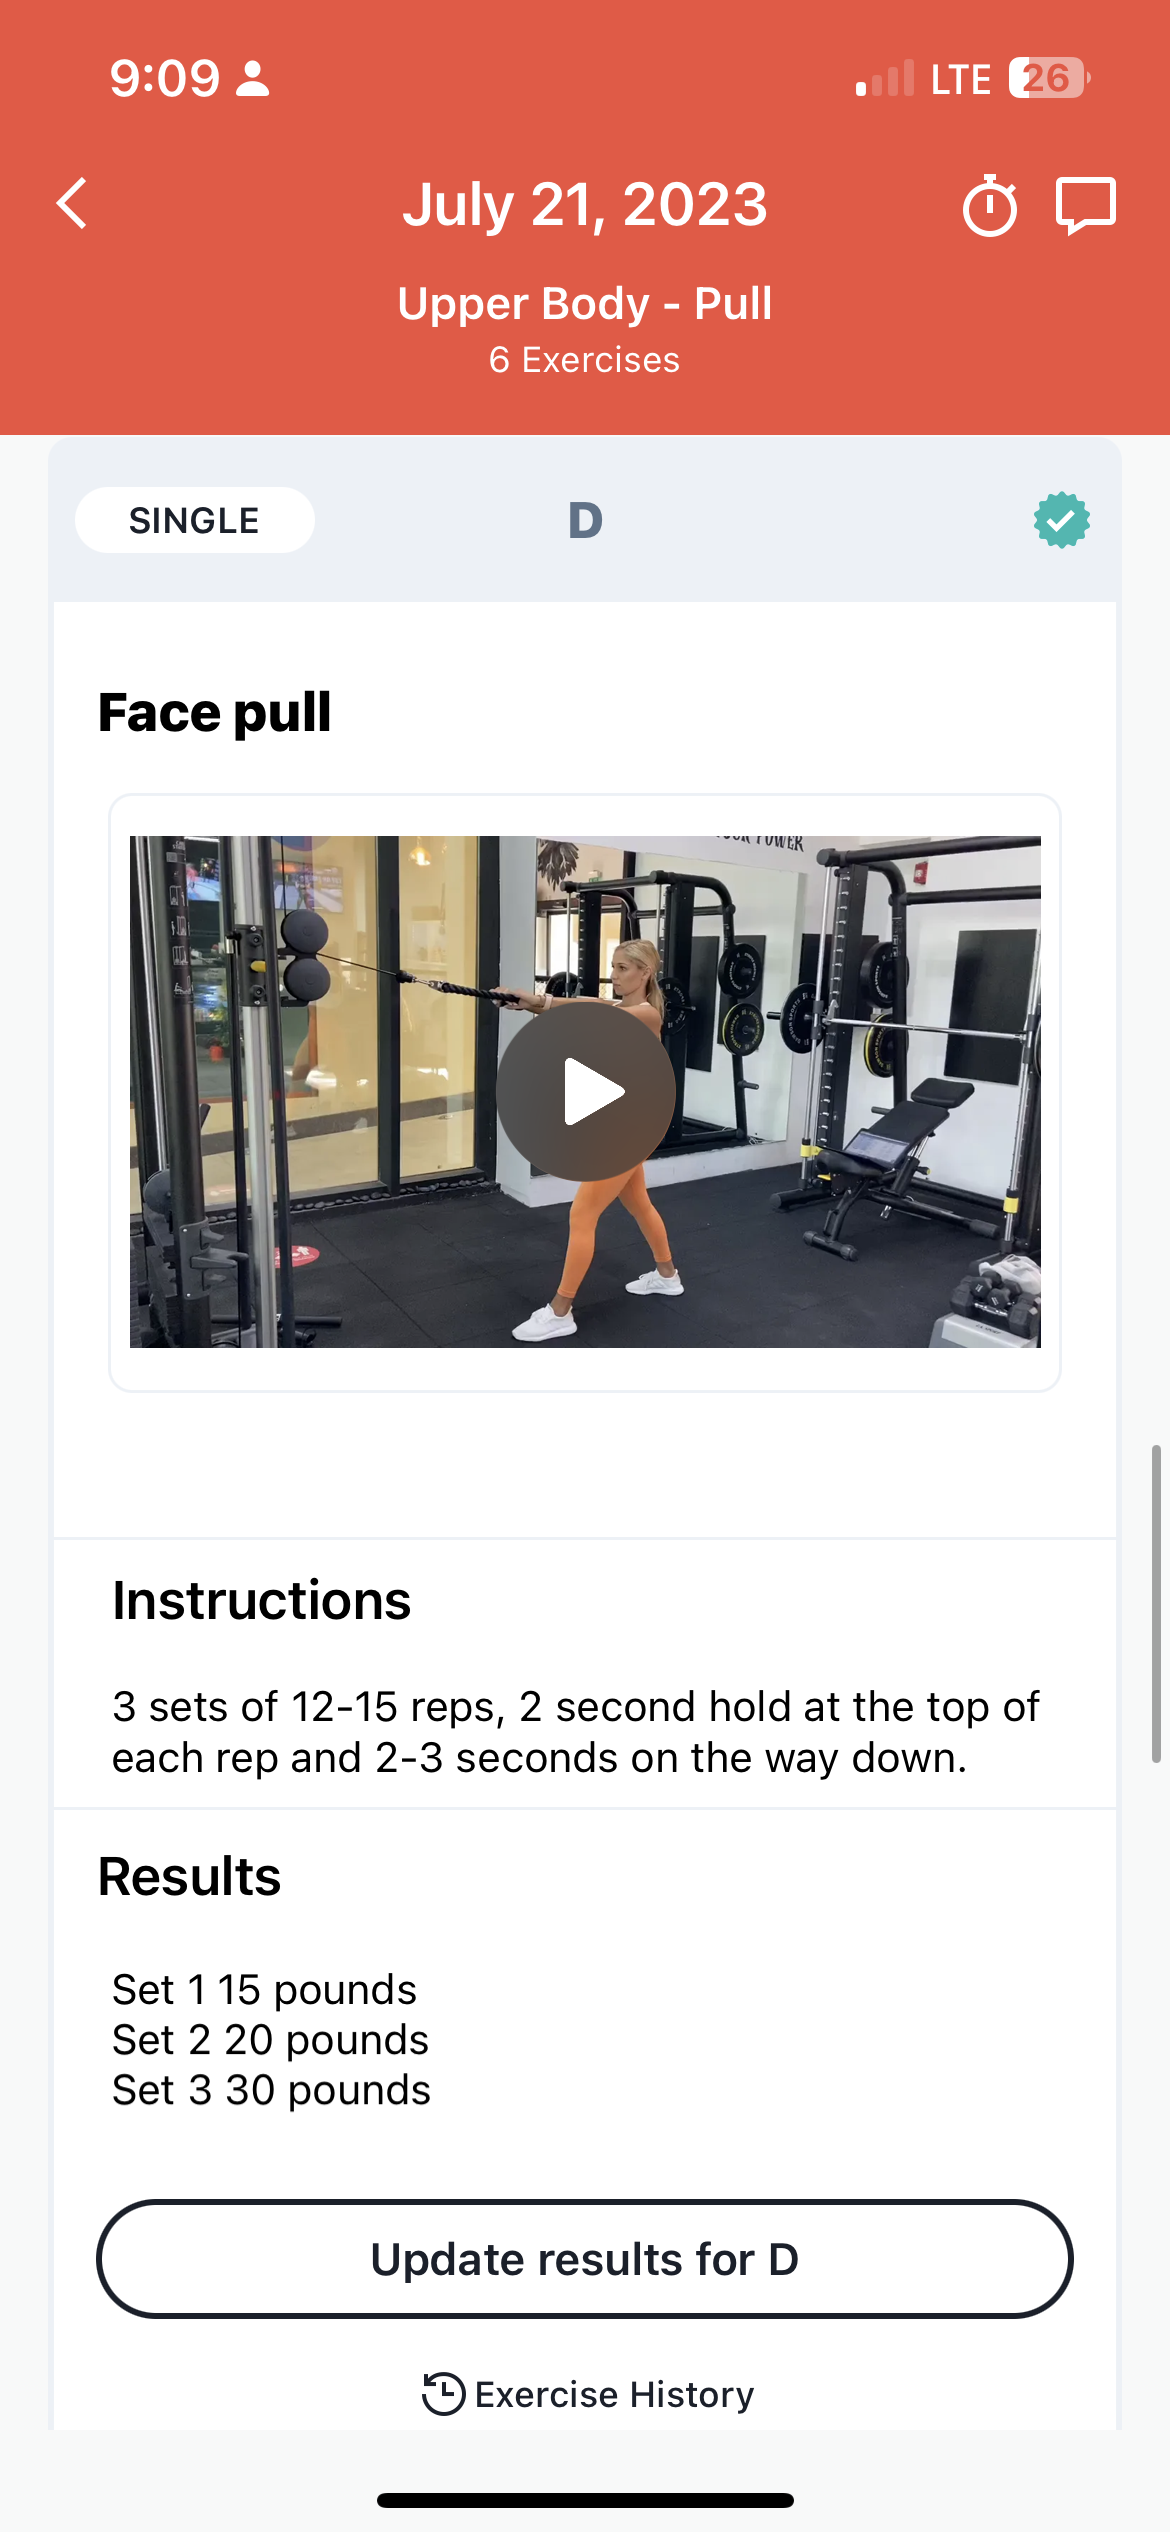 9:09
LTE
26
July 21, 2023
Upper Body - Pull
6 Exercises
SINGLE
D
Face pull
POWER
Instructions
3 sets of 12-15 reps, 2 second hold at the top of
each rep and 2-3 seconds on the way down.
Results
Set 1 15 pounds
Set 2 20 pounds
Set 3 30 pounds
Update results for D
Exercise History